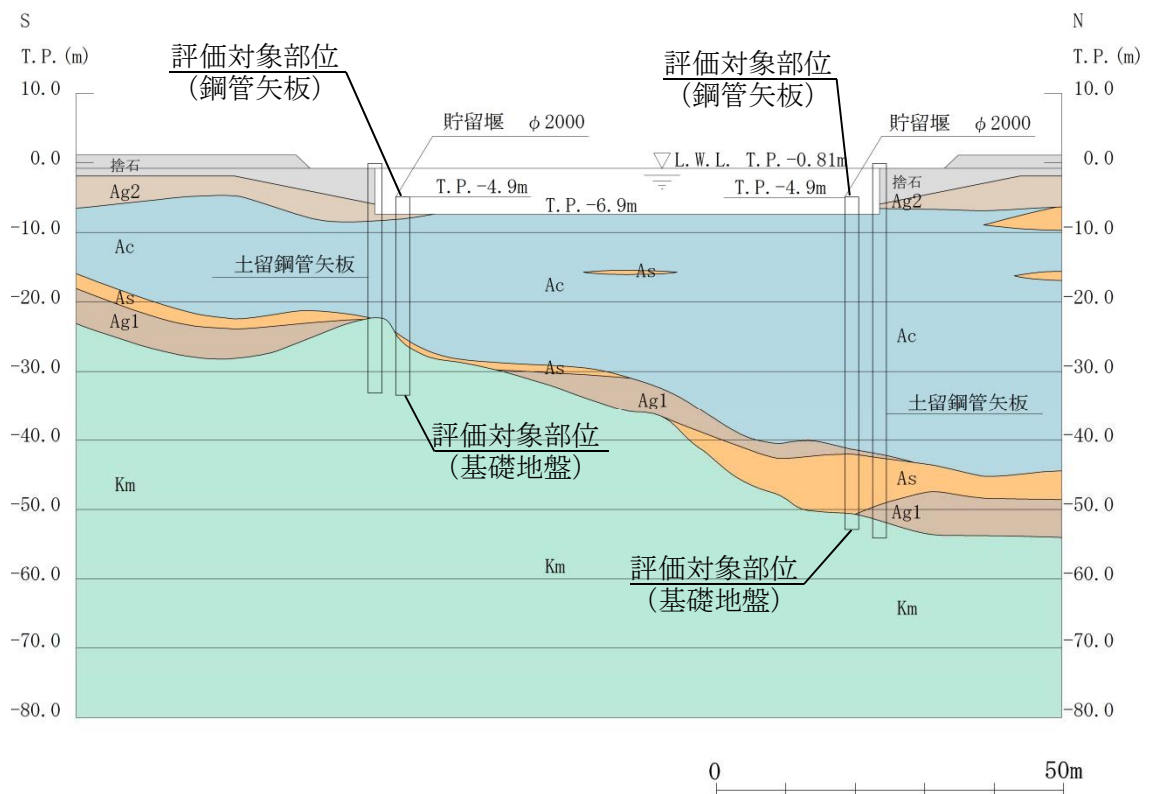 S
N
T.P.(m)
T.P.(m)
評価対象部位
(鋼管矢板)
評価対象部位
(鋼管矢板)
10.0
10.0
貯留堰 φ2000
貯留堰 φ2000
0.0
0.0
捨石
L.W.L. T.P.-0.81m
捨石
Ag2
T.P.-4.9m
T.P.-4.9m
Ag2
T.P.-6.9m
-10.0
-10.0
Ac
土留鋼管矢板
As
Ac
-20.0
-20.0
As
Ag1
Ac
-30.0
-30.0
As
Ag1
土留鋼管矢板
-40.0
-40.0
評価対象部位
(基礎地盤)
Km
As
-50.0
-50.0
Ag1
評価対象部位
(基礎地盤)
Km
-60.0
-60.0
Km
-70.0
-70.0
-80.0
-80.0
0
50m